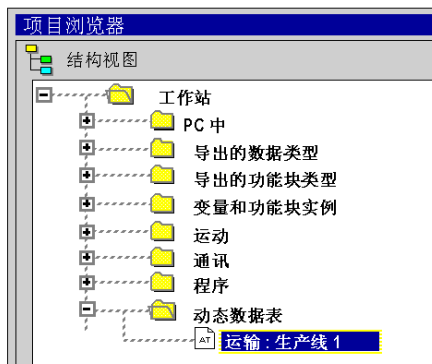 项目浏览器
结构视图
工作站
PC 中
导出的数据类型
导出的功能块类型
变量和功能块实例
运动
通讯
程序
动态数据表
AT 运输 : 生产线 1